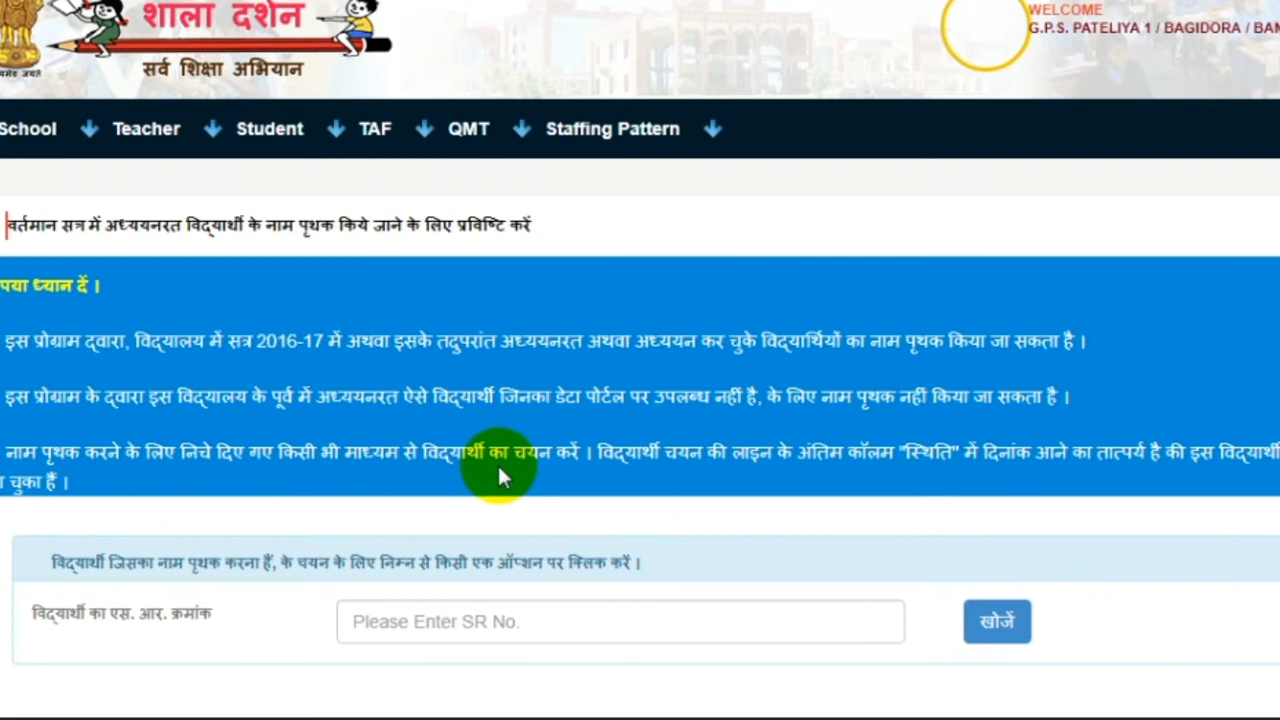 शाला दर्शन
सर्व शिक्षा अभियान
WELCOME
G.P.S. PATELIYA 1 / BAGIDORA / BAN
School Teacher Student TAF QMT Staffing Pattern
वर्तमान सत्र में अध्ययनरत विद्यार्थी के नाम पृथक किये जाने के लिए प्रविष्टि करें
पया ध्यान दें ।
इस प्रोग्राम द्वारा, विद्यालय में सत्र 2016-17 में अथवा इसके तदुपरांत अध्ययनरत अथवा अध्ययन कर चुके विद्यार्थियों का नाम पृथक किया जा सकता है ।
इस प्रोग्राम के द्वारा इस विद्यालय के पूर्व में अध्ययनरत ऐसे विद्यार्थी जिनका डेटा पोर्टल पर उपलब्ध नहीं है, के लिए नाम पृथक नहीं किया जा सकता है ।
नाम पृथक करने के लिए निचे दिए गए किसी भी माध्यम से विद्यार्थी का चयन करें । विद्यार्थी चयन की लाइन के अंतिम कॉलम "स्थिति" में दिनांक आने का तात्पर्य है की इस विद्यार्थी
चुका हैं ।
विद्यार्थी जिसका नाम पृथक करना हैं, के चयन के लिए निम्न से किसी एक ऑप्शन पर क्लिक करें ।
विद्यार्थी का एस. आर. क्रमांक
Please Enter SR No.
खोजें